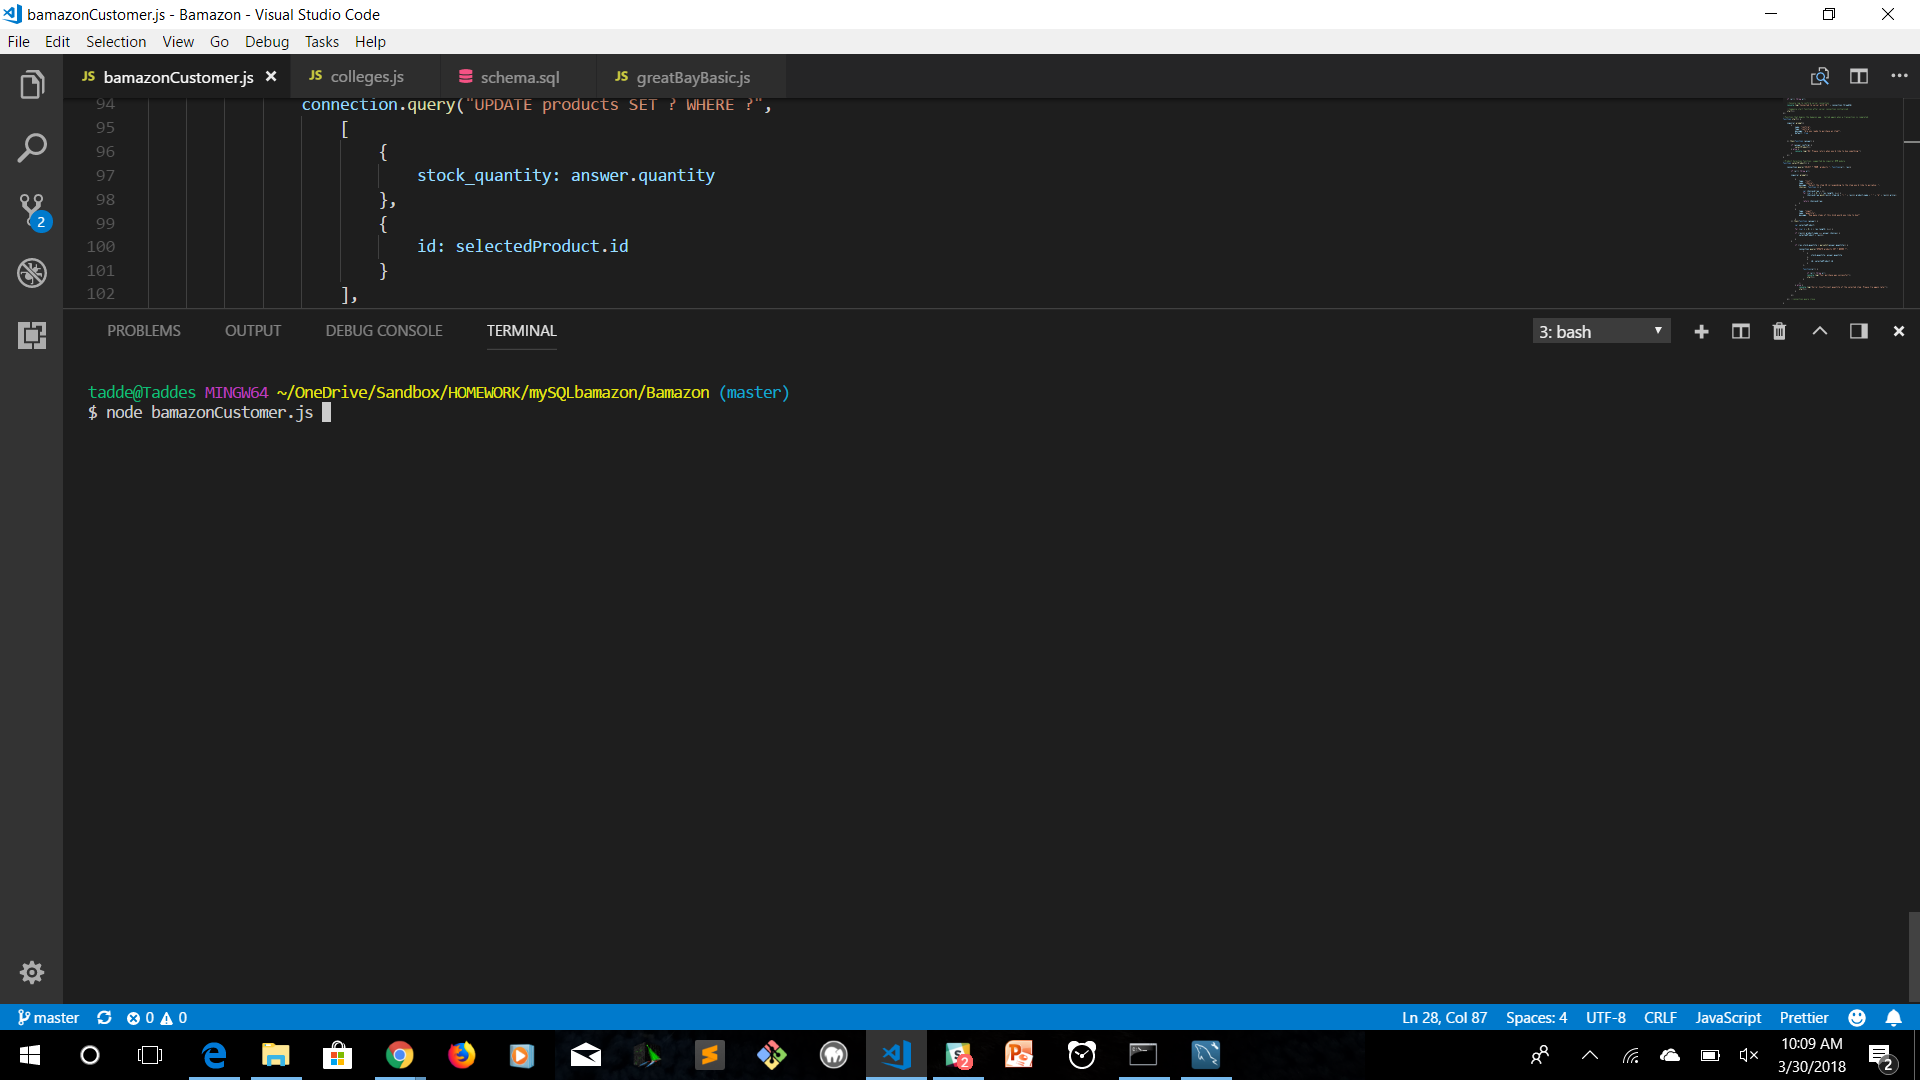 bamazonCustomer.js - Bamazon - Visual Studio Code
File Edit Selection View Go Debug Tasks Help
JS bamazonCustomer.js JS colleges.js schema.sql JS greatBayBasic.js
94 connection.query("UPDATE products SET ? WHERE ?",
95 [
96 {
97 stock_quantity: answer.quantity
98 },
99 {
100 id: selectedProduct.id
101 }
102 ],
PROBLEMS OUTPUT DEBUG CONSOLE TERMINAL 3: bash
tadde@Taddes MINGW64 ~/OneDrive/Sandbox/HOMEWORK/mySQLbamazon/Bamazon (master)
$ node bamazonCustomer.js
2
master 0 0 Ln 28, Col 87 Spaces: 4 UTF-8 CRLF JavaScript Prettier
2
10:09 AM
3/30/2018
2